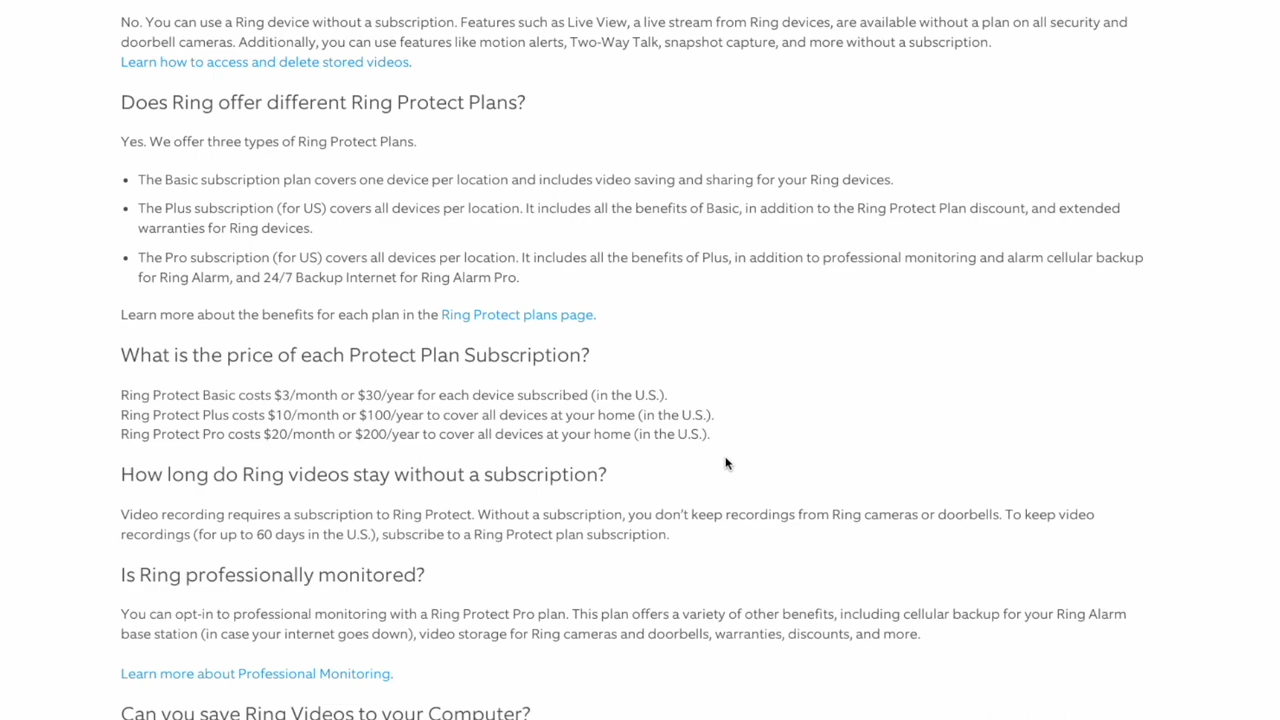 No. You can use a Ring device without a subscription. Features such as Live View, a live stream from Ring devices, are available without a plan on all security and
doorbell cameras. Additionally, you can use features like motion alerts, Two-Way Talk, snapshot capture, and more without a subscription.
Learn how to access and delete stored videos.
Does Ring offer different Ring Protect Plans?
Yes. We offer three types of Ring Protect Plans.
• The Basic subscription plan covers one device per location and includes video saving and sharing for your Ring devices.
• The Plus subscription (for US) covers all devices per location. It includes all the benefits of Basic, in addition to the Ring Protect Plan discount, and extended
warranties for Ring devices.
• The Pro subscription (for US) covers all devices per location. It includes all the benefits of Plus, in addition to professional monitoring and alarm cellular backup
for Ring Alarm, and 24/7 Backup Internet for Ring Alarm Pro.
Learn more about the benefits for each plan in the Ring Protect plans page.
What is the price of each Protect Plan Subscription?
Ring Protect Basic costs $3/month or $30/year for each device subscribed (in the U.S.).
Ring Protect Plus costs $10/month or $100/year to cover all devices at your home (in the U.S.).
Ring Protect Pro costs $20/month or $200/year to cover all devices at your home (in the U.S.).
How long do Ring videos stay without a subscription?
Video recording requires a subscription to Ring Protect. Without a subscription, you don't keep recordings from Ring cameras or doorbells. To keep video
recordings (for up to 60 days in the U.S.), subscribe to a Ring Protect plan subscription.
Is Ring professionally monitored?
You can opt-in to professional monitoring with a Ring Protect Pro plan. This plan offers a variety of other benefits, including cellular backup for your Ring Alarm
base station (in case your internet goes down), video storage for Ring cameras and doorbells, warranties, discounts, and more.
Learn more about Professional Monitoring.
Can you save Ring Videos to your Computer?